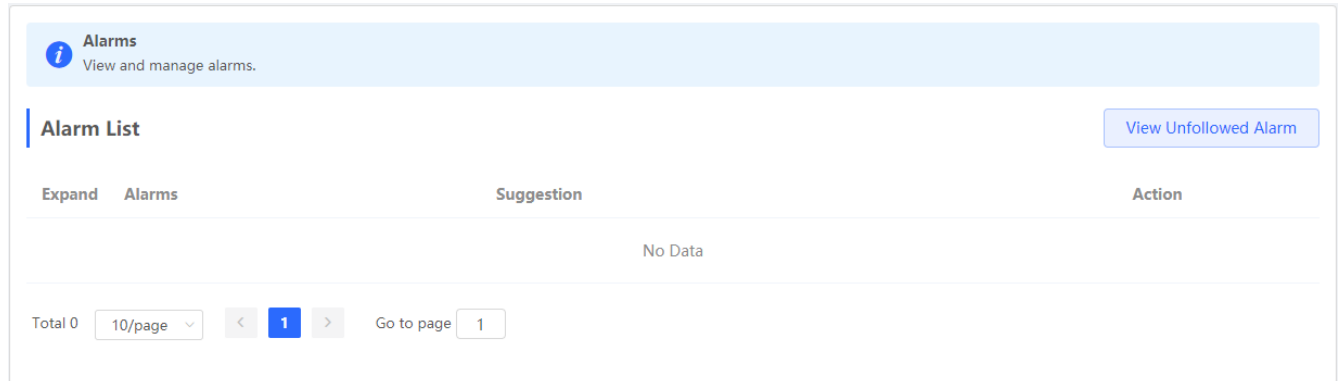 Alarms
View and manage alarms.
Alarm List
View Unfollowed Alarm
Expand Alarms Suggestion Action
No Data
Total 0 10/page 1 Go to page 1